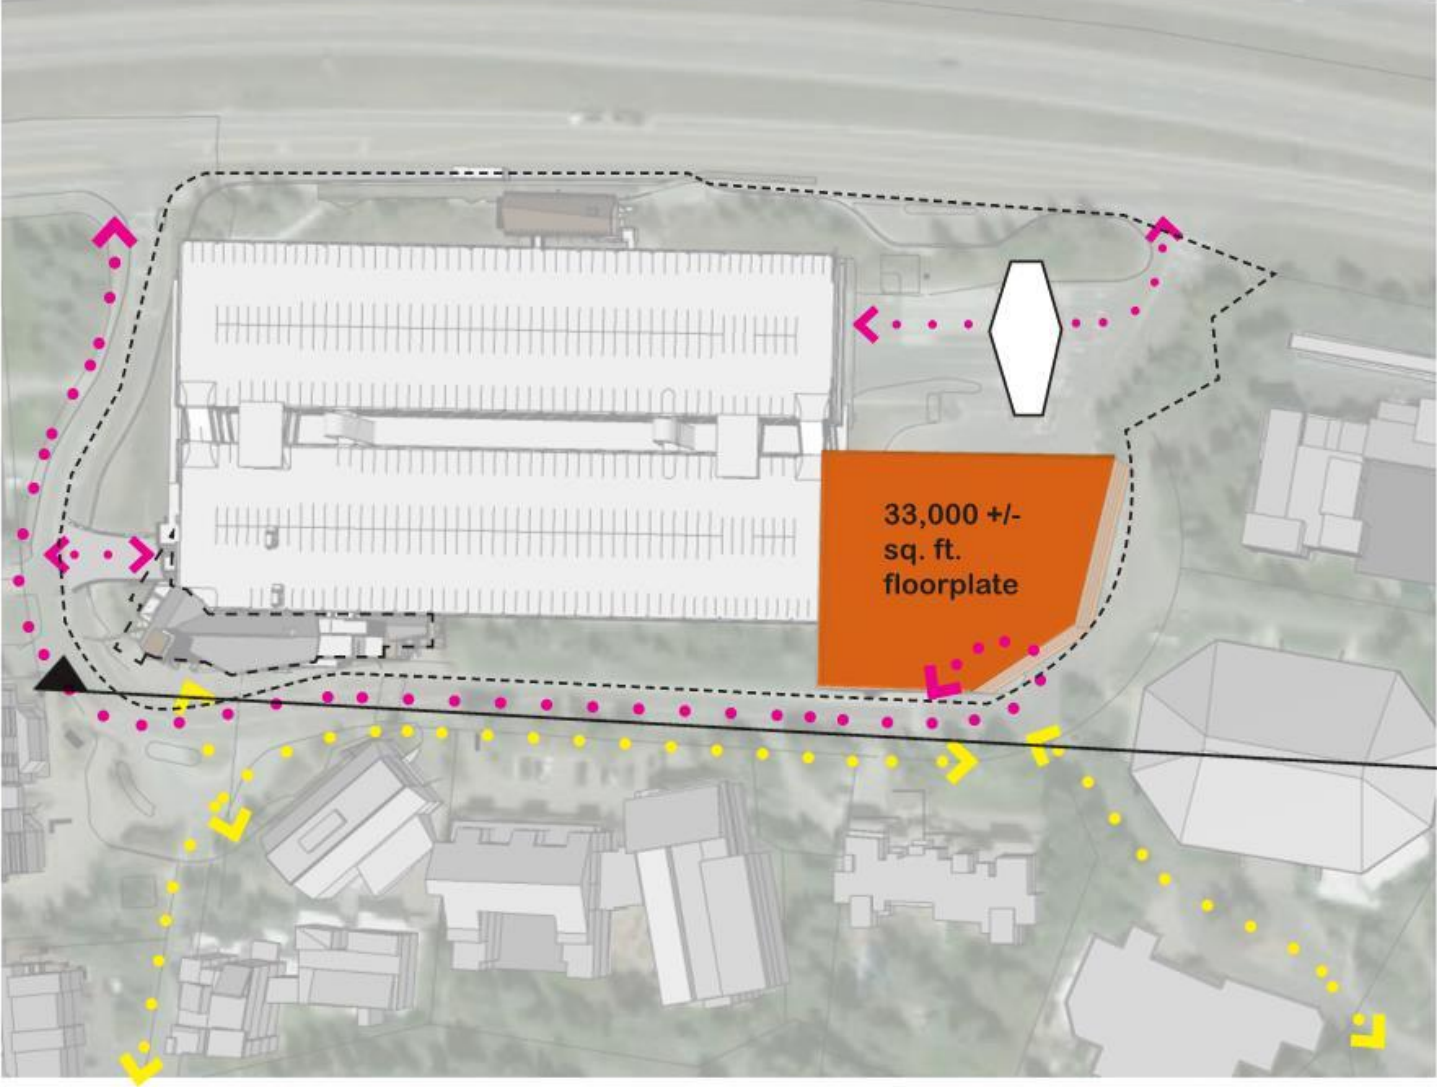 33,000 +/-
sq. ft.
floorplate